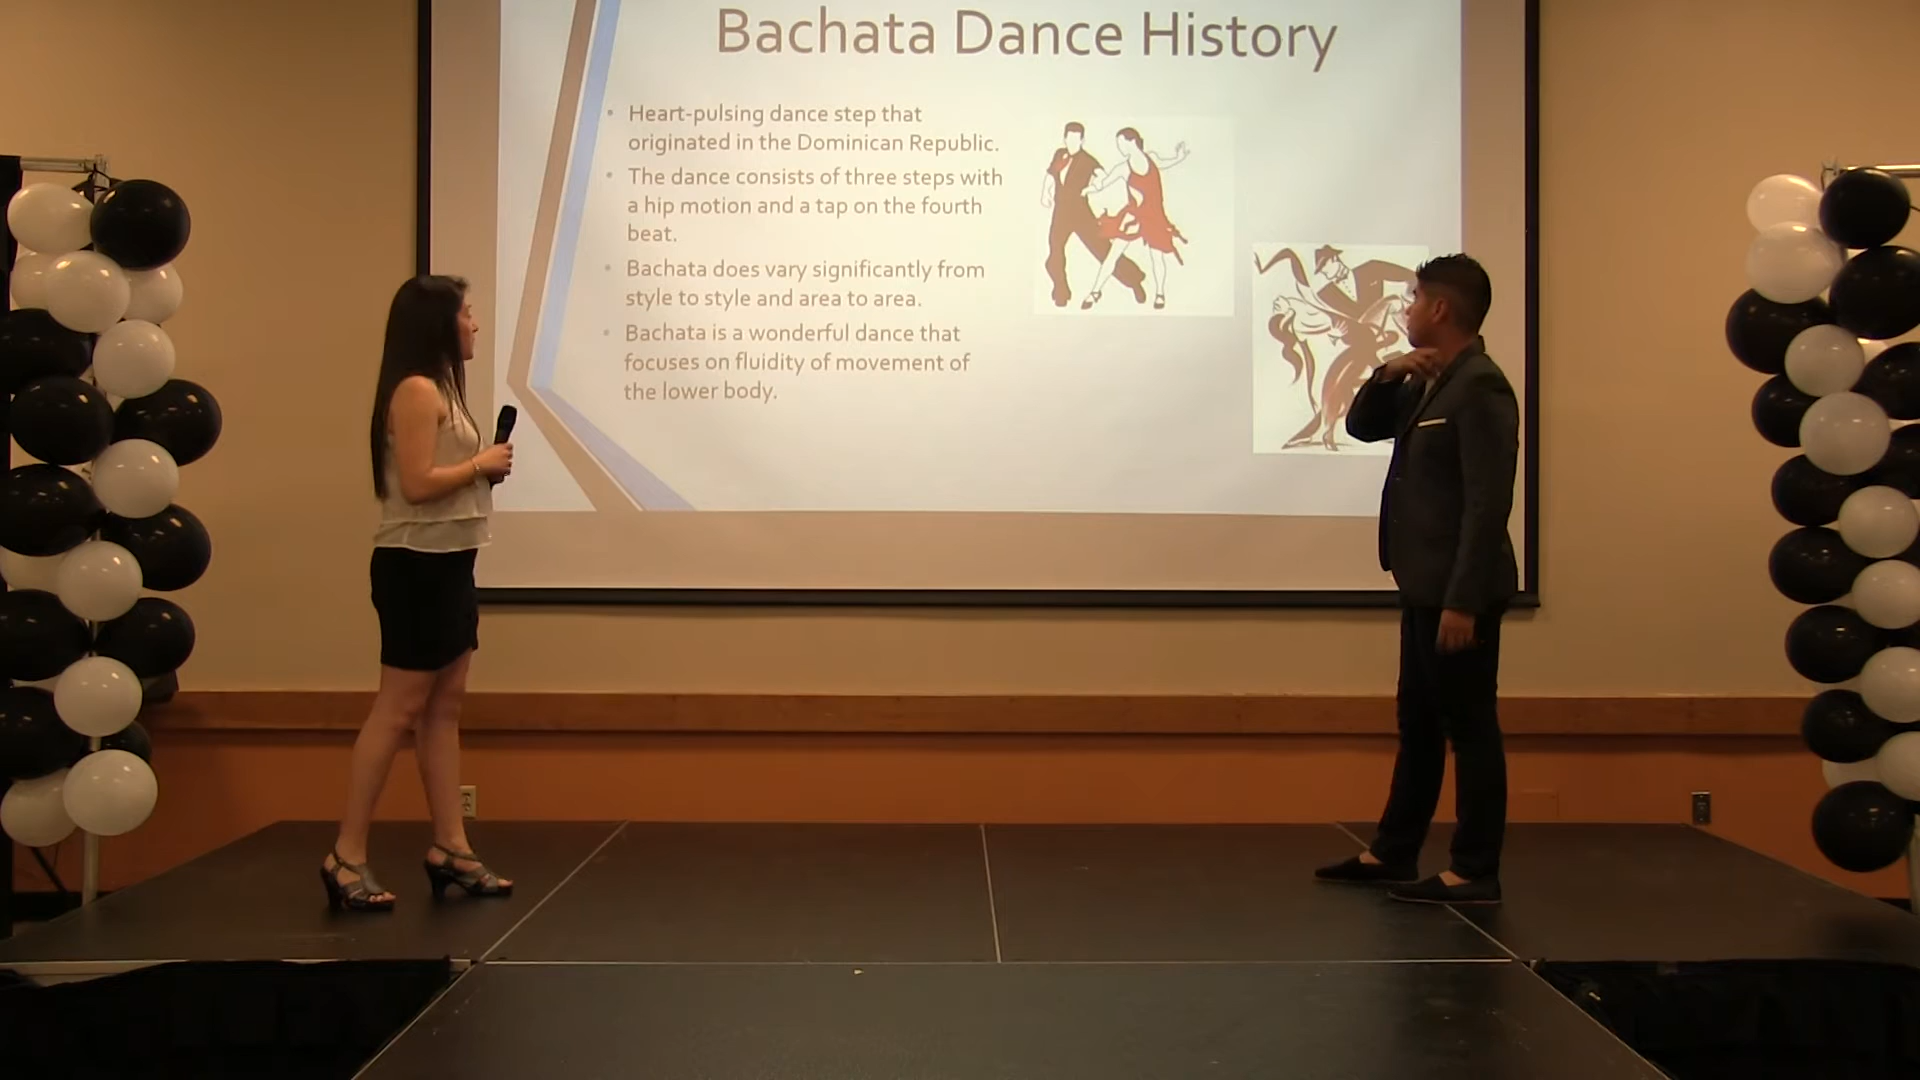 Bachata Dance History
• Heart-pulsing dance step that
originated in the Dominican Republic.
• The dance consists of three steps with
a hip motion and a tap on the fourth
beat.
• Bachata does vary significantly from
style to style and area to area.
• Bachata is a wonderful dance that
focuses on fluidity of movement of
the lower body.